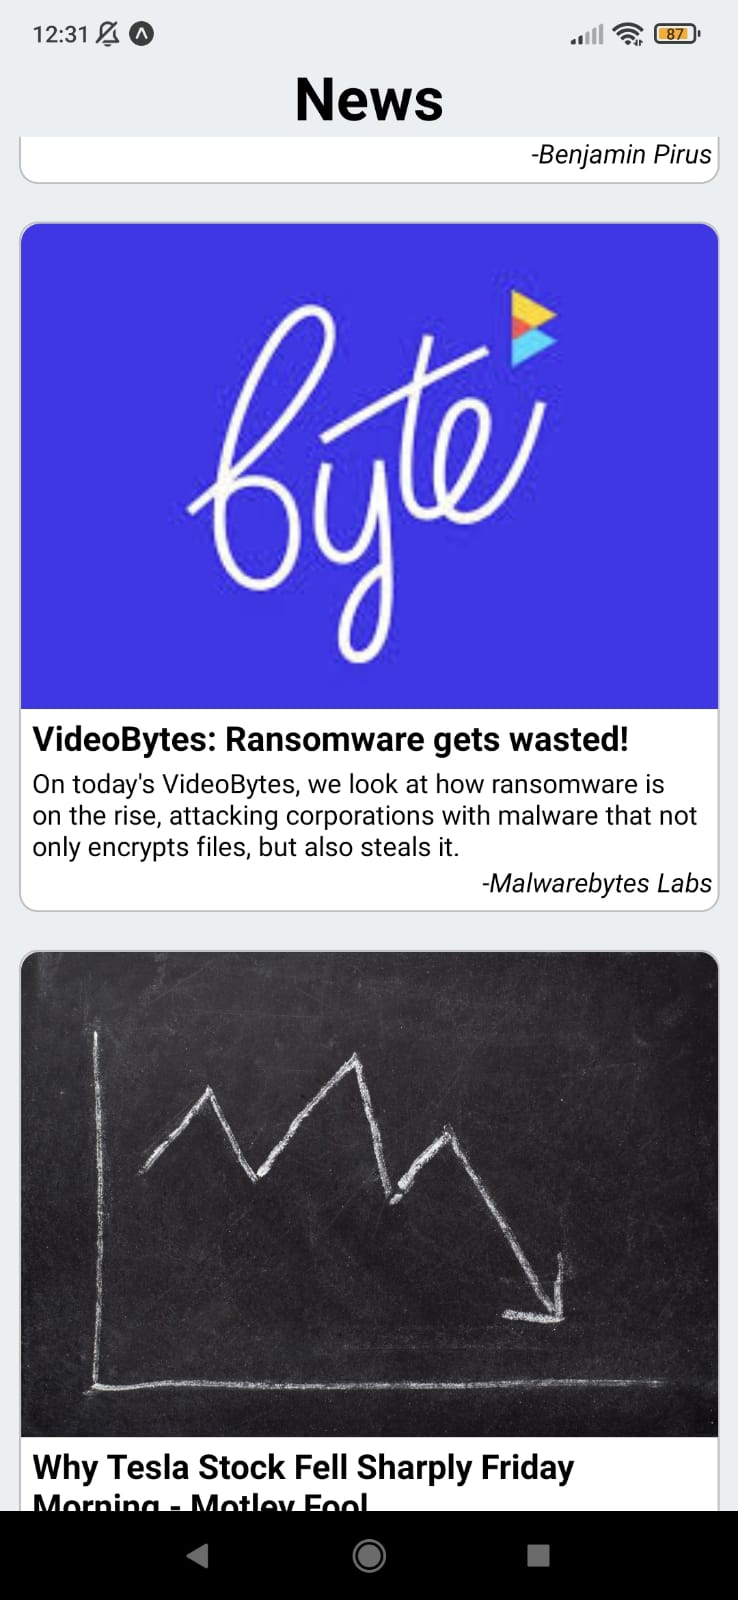 12:31
87
News
-Benjamin Pirus
byte
VideoBytes: Ransomware gets wasted!
On today's VideoBytes, we look at how ransomware is
on the rise, attacking corporations with malware that not
only encrypts files, but also steals it.
-Malwarebytes Labs
Why Tesla Stock Fell Sharply Friday
Morning - Motley Fool